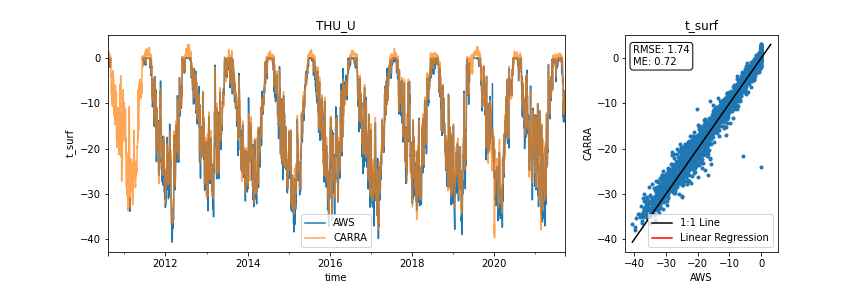 THU_U
t_surf
0
−10
−20
−30
−40
2012
2014
2016
2018
2020
time
AWS
CARRA
t_surf
CARRA
0
−10
−20
−30
−40
RMSE: 1.74
ME: 0.72
1:1 Line
Linear Regression
−40
−30
−20
−10
0
AWS